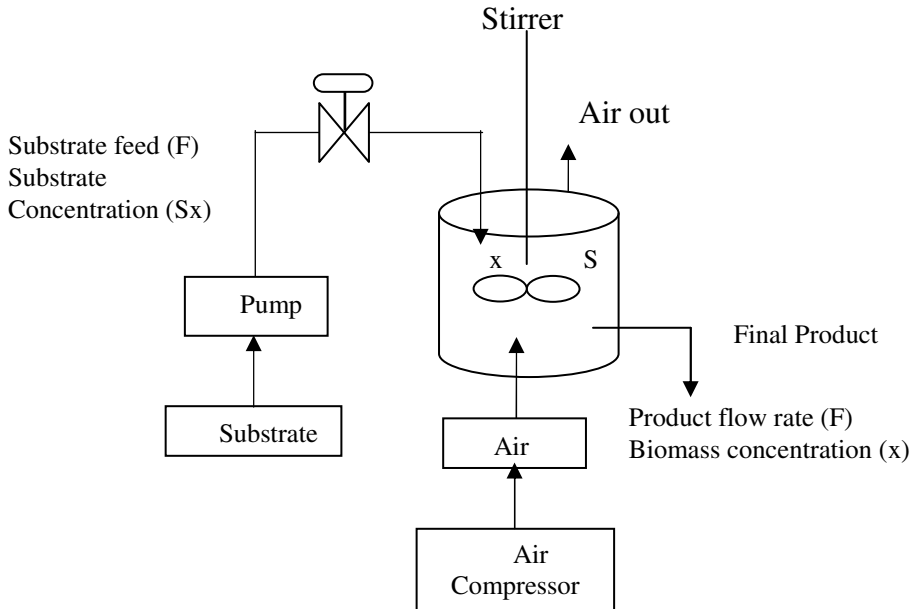 Stirrer
Air out
Substrate feed (F)
Substrate
Concentration (Sx)
x
S
Pump
Final Product
Substrate
Air
Product flow rate (F)
Biomass concentration (x)
Air
Compressor